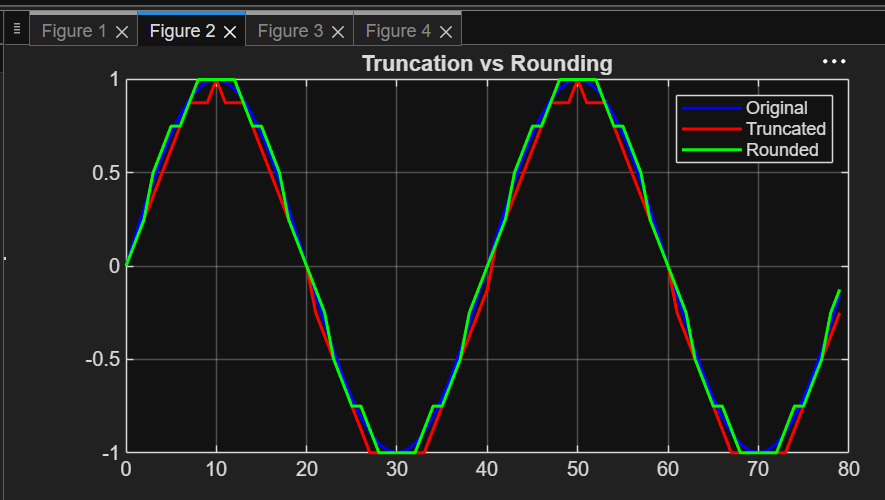 Figure 1 × Figure 2 × Figure 3 × Figure 4 ×
Truncation vs Rounding
Original
Truncated
Rounded
1
0.5
0
-0.5
-1
0 10 20 30 40 50 60 70 80